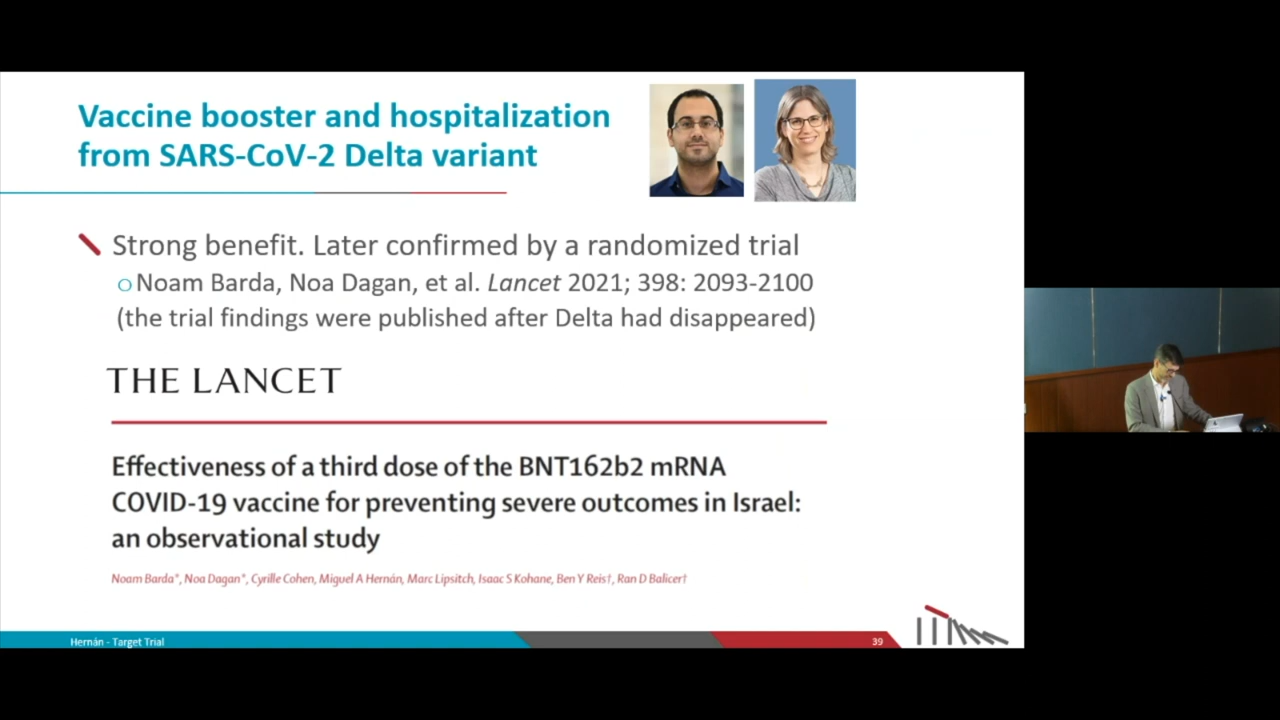 Vaccine booster and hospitalization
from SARS-CoV-2 Delta variant
Strong benefit. Later confirmed by a randomized trial
Noam Barda, Noa Dagan, et al. Lancet 2021; 398: 2093-2100
(the trial findings were published after Delta had disappeared)
THE LANCET
Effectiveness of a third dose of the BNT162b2 mRNA
COVID-19 vaccine for preventing severe outcomes in Israel:
an observational study
Noam Barda*, Noa Dagan*, Cyrille Cohen, Miguel A Hernán, Marc Lipsitch, Isaac S Kohane, Ben Y Reis†, Ran D Balicer†
Hernán - Target Trial
39